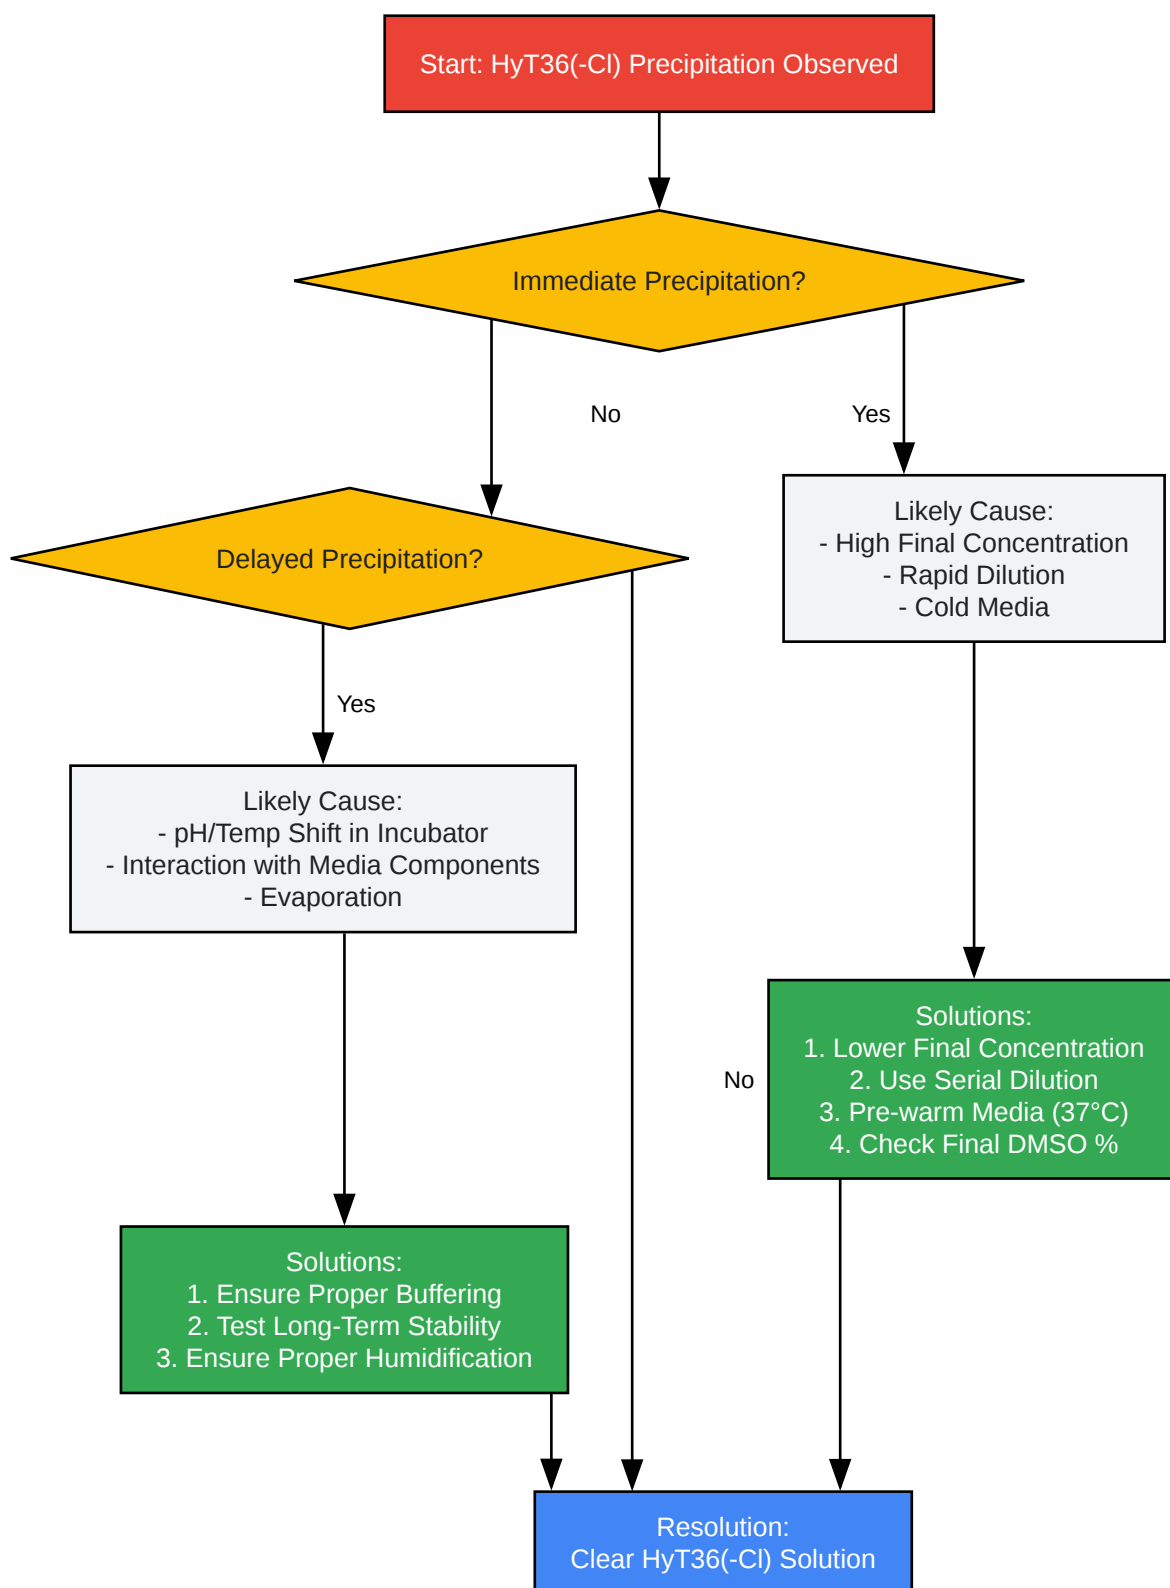 Start: HyT36(-Cl) Precipitation Observed
Immediate Precipitation?
No
Yes
Likely Cause:
- High Final Concentration
- Rapid Dilution
- Cold Media
Delayed Precipitation?
Yes
Likely Cause:
- pH/Temp Shift in Incubator
- Interaction with Media Components
- Evaporation
Solutions:
1. Lower Final Concentration
2. Use Serial Dilution
3. Pre-warm Media (37°C)
4. Check Final DMSO %
No
Solutions:
1. Ensure Proper Buffering
2. Test Long-Term Stability
3. Ensure Proper Humidification
Resolution:
Clear HyT36(-Cl) Solution